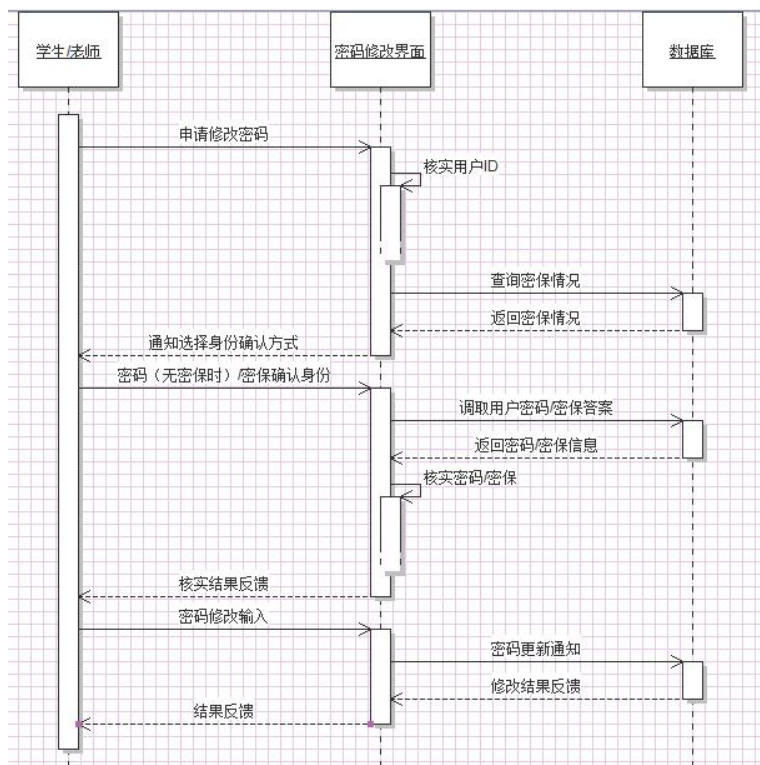 学生/老师
密码修改界面
数据库
申请修改密码
核实用户ID
查询密保情况
返回密保情况
通知选择身份确认方式
密码（无密保时）/密保确认身份
调取用户密码/密保答案
返回密码/密保信息
核实密码/密保
核实结果反馈
密码修改输入
密码更新通知
修改结果反馈
结果反馈